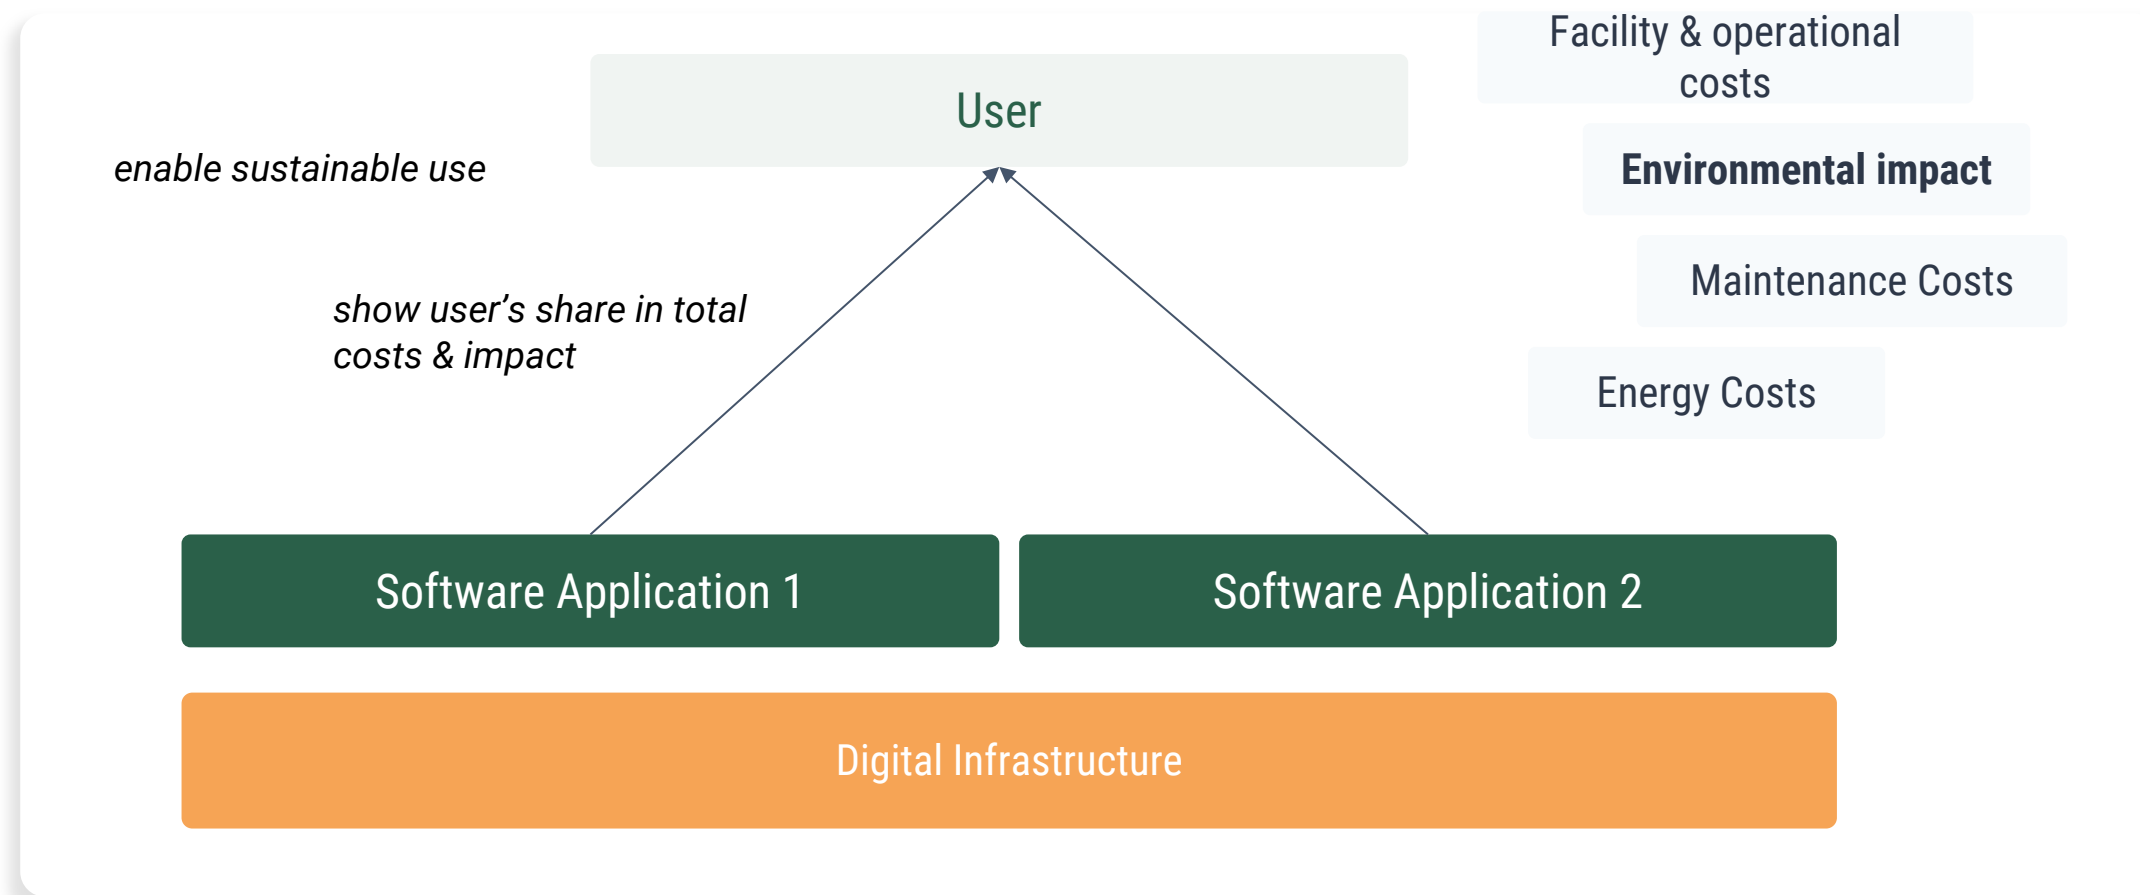 Facility & operational
costs
User
enable sustainable use
Environmental impact
show user’s share in total
costs & impact
Maintenance Costs
Energy Costs
Software Application 1
Software Application 2
Digital Infrastructure